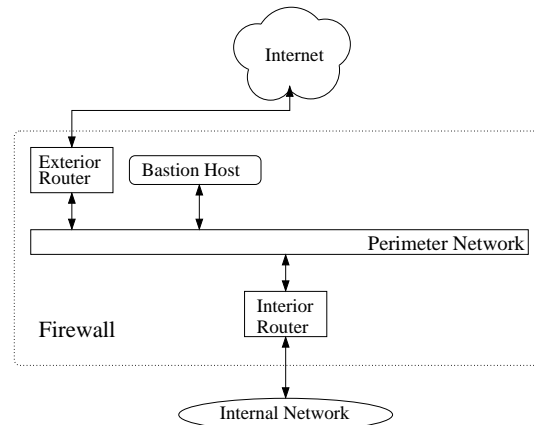 Internet
Exterior
Router
Bastion Host
Perimeter Network
Interior
Router
Firewall
Internal Network